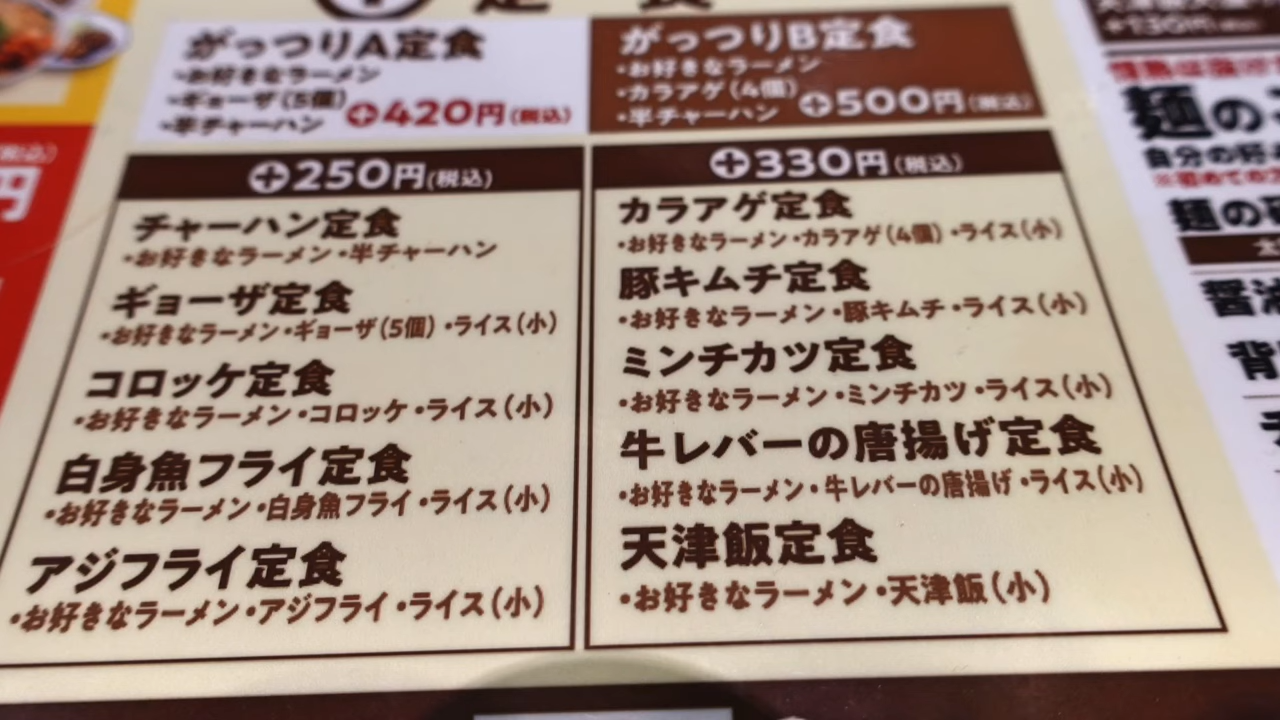 定食
がっつりA定食
・お好きなラーメン
・ギョーザ(5個)
・半チャーハン
+420円(税込)
がっつりB定食
・お好きなラーメン
・カラアゲ(4個)
・半チャーハン
+500円(税込)
+250円(税込)
チャーハン定食
・お好きなラーメン・半チャーハン
ギョーザ定食
・お好きなラーメン・ギョーザ(5個)・ライス(小)
コロッケ定食
・お好きなラーメン・コロッケ・ライス(小)
白身魚フライ定食
・お好きなラーメン・白身魚フライ・ライス(小)
アジフライ定食
・お好きなラーメン・アジフライ・ライス(小)
+330円(税込)
カラアゲ定食
・お好きなラーメン・カラアゲ(4個)・ライス(小)
豚キムチ定食
・お好きなラーメン・豚キムチ・ライス(小)
ミンチカツ定食
・お好きなラーメン・ミンチカツ・ライス(小)
牛レバーの唐揚げ定食
・お好きなラーメン・牛レバーの唐揚げ・ライス(小)
天津飯定食
・お好きなラーメン・天津飯(小)
税込)
円
+130円
麺の
自分の好
麺の
醤油
背